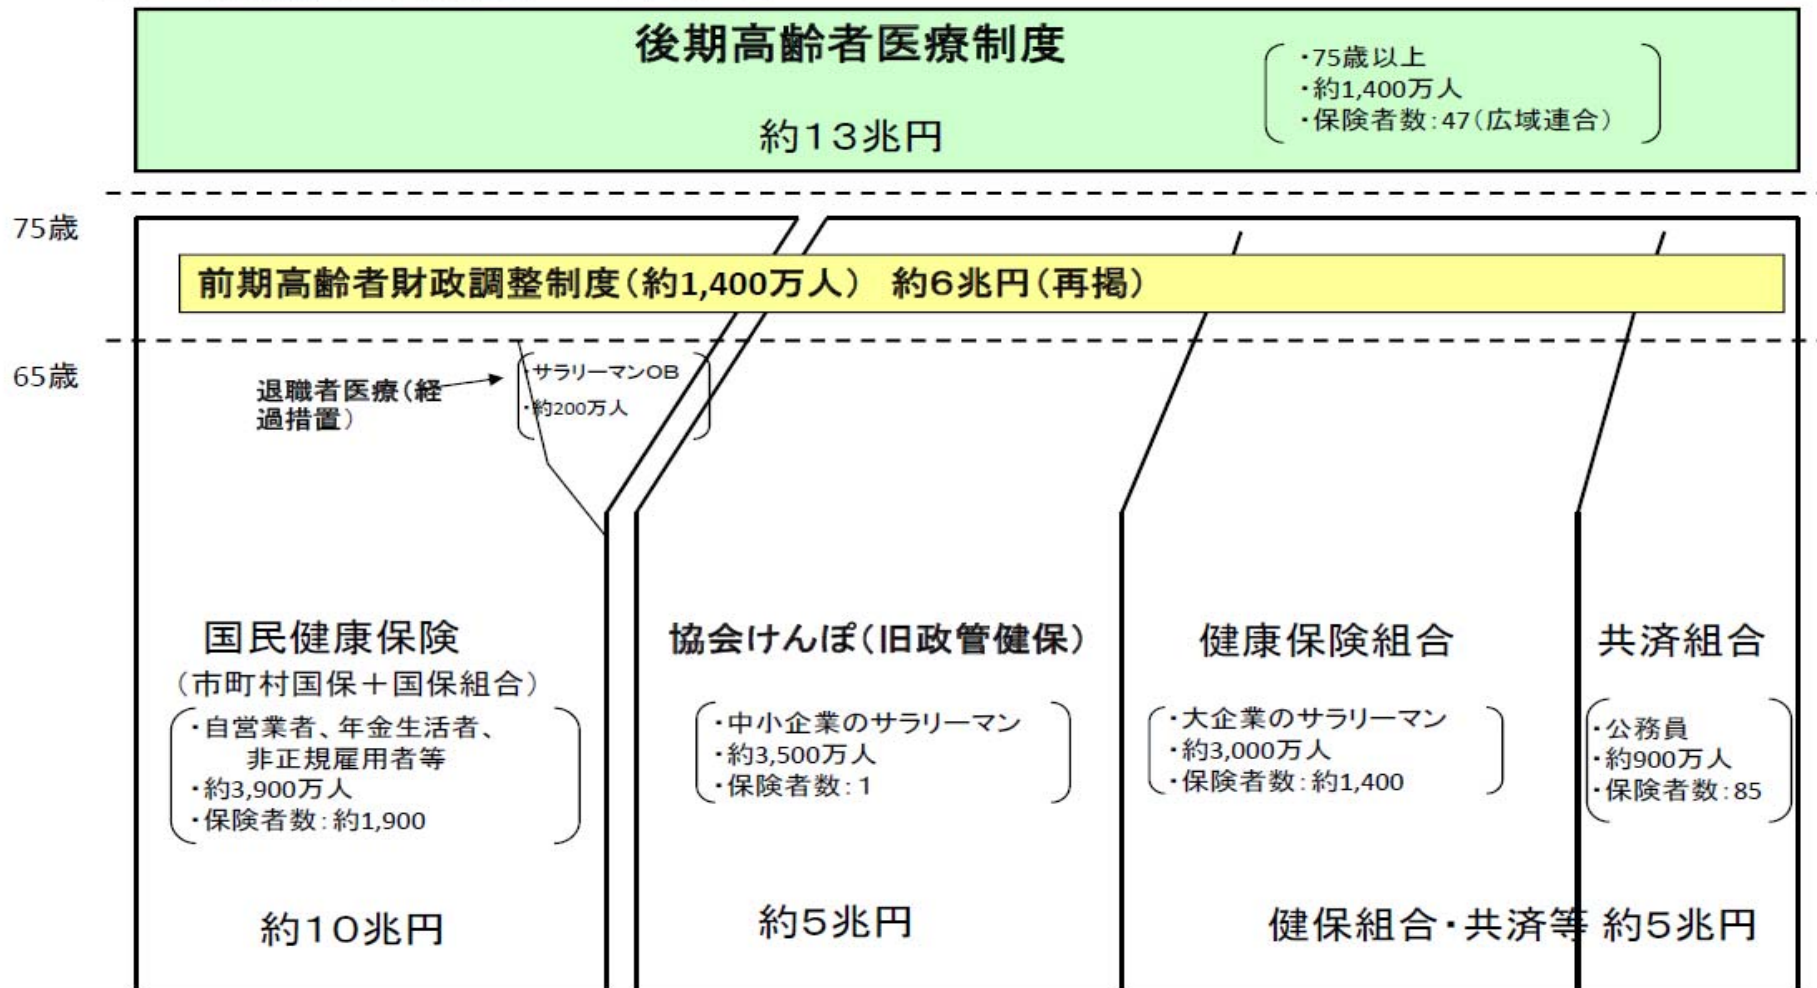 後期高齢者医療制度
・75歳以上
・約1,400万人
・保険者数:47(広域連合)
約13兆円
75歳
前期高齢者財政調整制度(約1,400万人) 約6兆円(再掲)
65歳
退職者医療(経
過措置)
・サラリーマンOB
・約200万人
国民健康保険
(市町村国保+国保組合)
・自営業者、年金生活者、
非正規雇用者等
・約3,900万人
・保険者数:約1,900
約10兆円
協会けんぽ(旧政管健保)
・中小企業のサラリーマン
・約3,500万人
・保険者数:1
約5兆円
健康保険組合
・大企業のサラリーマン
・約3,000万人
・保険者数:約1,400
共済組合
・公務員
・約900万人
・保険者数:85
健保組合・共済等 約5兆円